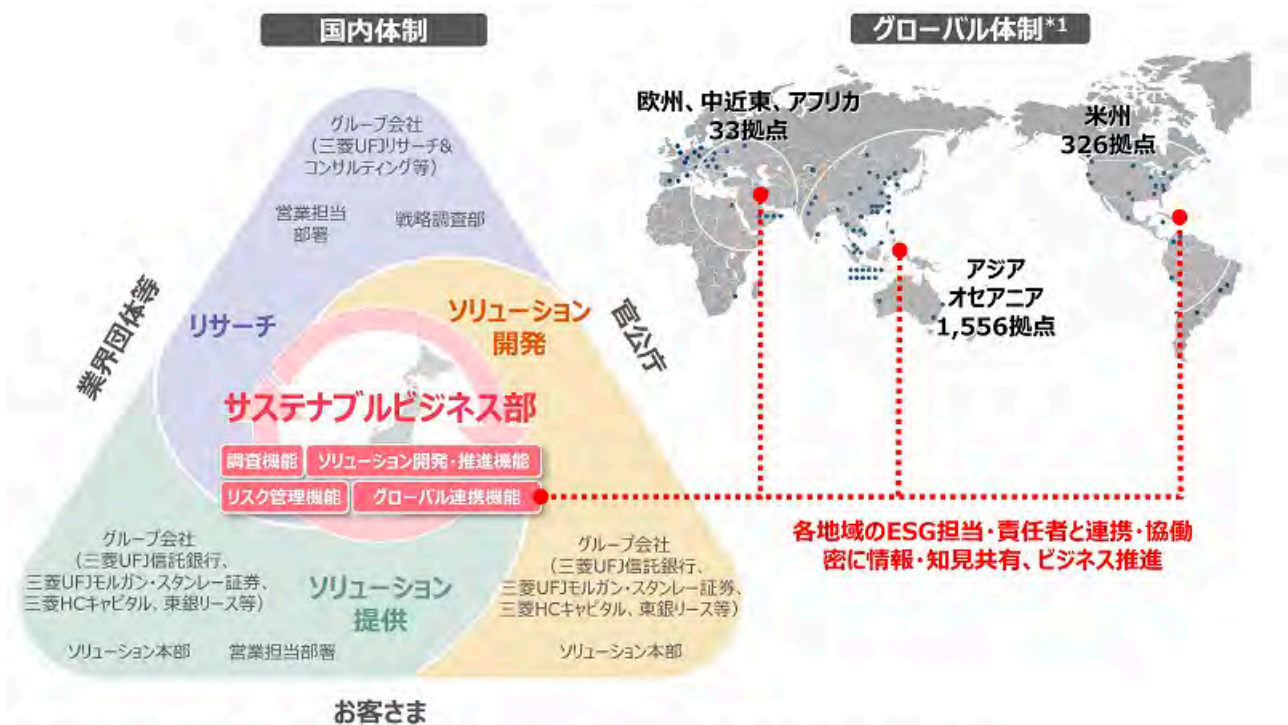 国内体制
グループ会社
(三菱UFJリサーチ&
コンサルティング等)
営業担当
部署
戦略調査部
業界団体等
リサーチ
ソリューション
開発
官公庁
サステナブルビジネス部
調査機能
ソリューション開発・推進機能
リスク管理機能
グローバル連携機能
グループ会社
(三菱UFJ信託銀行、
三菱UFJモルガン・スタンレー証券、
三菱HCキャピタル、東銀リース等)
ソリューション
提供
ソリューション本部
営業担当部署
グループ会社
(三菱UFJ信託銀行、
三菱UFJモルガン・スタンレー証券、
三菱HCキャピタル、東銀リース等)
ソリューション本部
お客さま
グローバル体制*1
欧州、中近東、アフリカ
33拠点
米州
326拠点
アジア
オセアニア
1,556拠点
各地域のESG担当・責任者と連携・協働
密に情報・知見共有、ビジネス推進